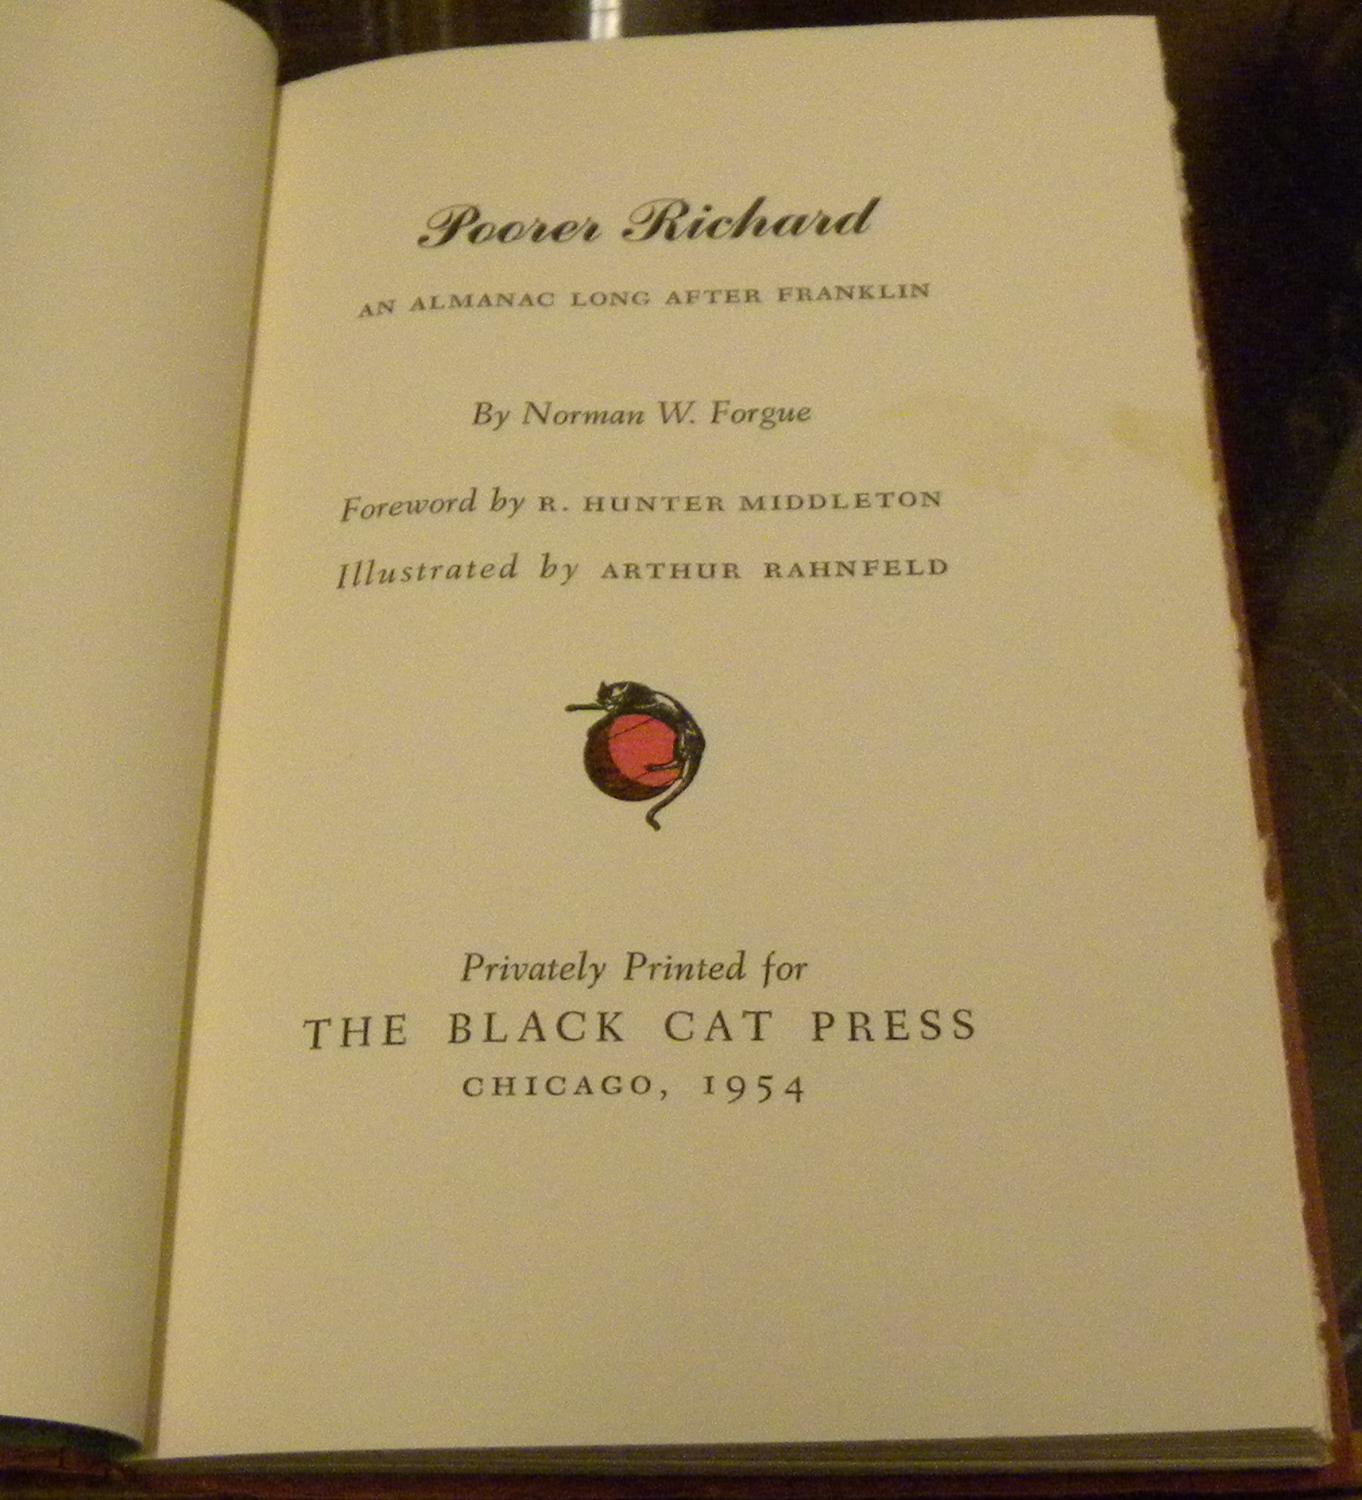 Poorer Richard
AN ALMANAC LONG AFTER FRANKLIN
By Norman W. Forgue
Foreword by R. HUNTER MIDDLETON
Illustrated by ARTHUR RAHNFELD
Privately Printed for
THE BLACK CAT PRESS
CHICAGO, 1954